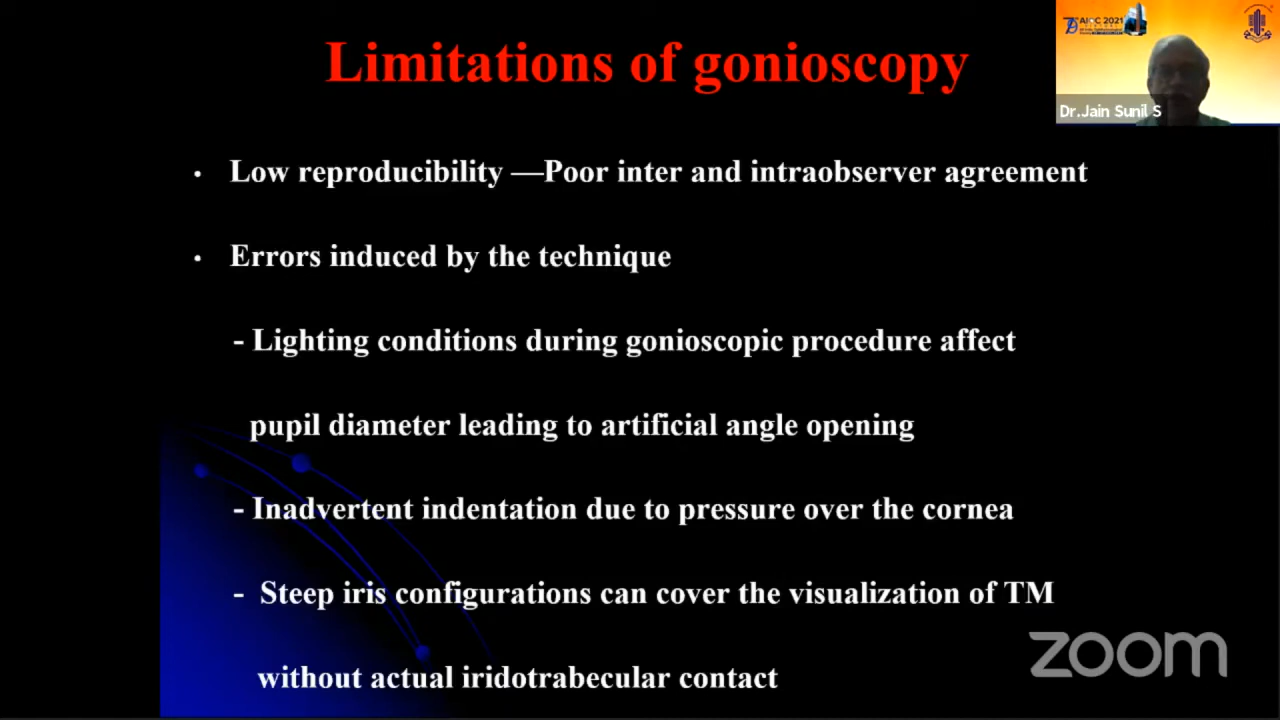 Limitations of gonioscopy
AIOC 2021
Dr.Jain Sunil S
• Low reproducibility —Poor inter and intraobserver agreement
• Errors induced by the technique
- Lighting conditions during gonioscopic procedure affect
pupil diameter leading to artificial angle opening
- Inadvertent indentation due to pressure over the cornea
- Steep iris configurations can cover the visualization of TM
without actual iridotrabecular contact
zoom